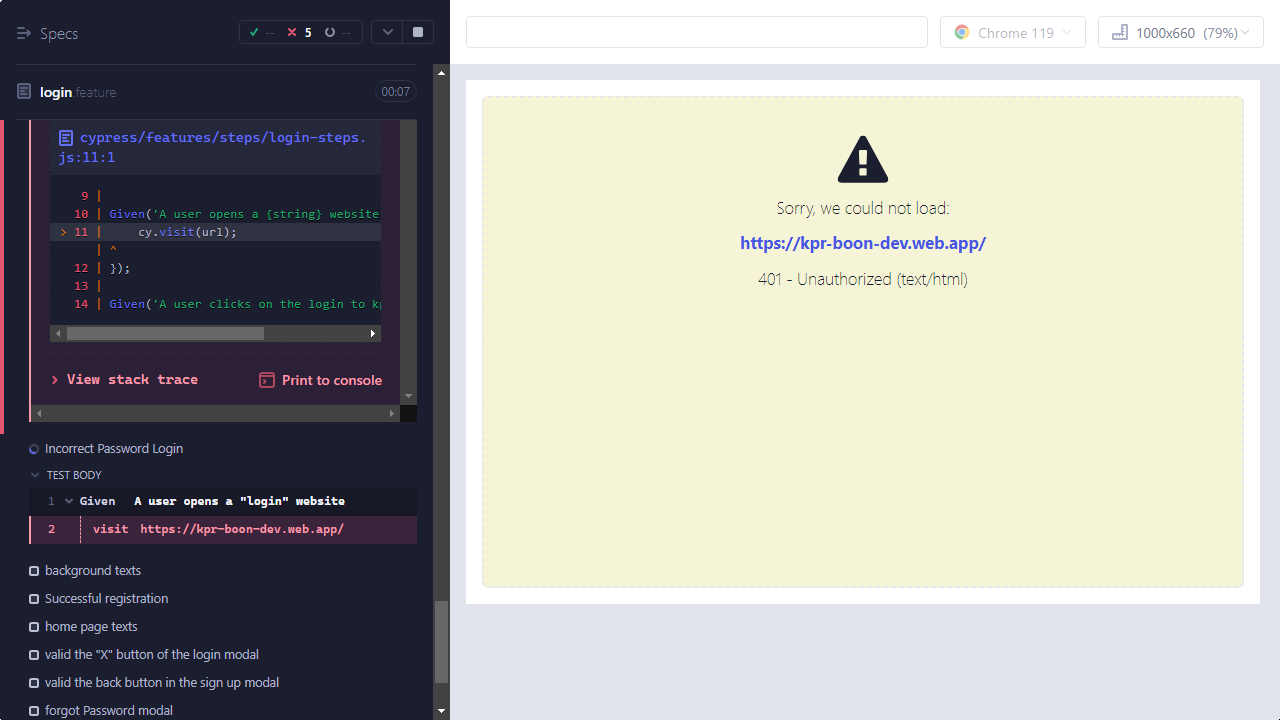 Specs
-- 5 --
login.feature
00:07
cypress/features/steps/login-steps.
js:11:1
9 |
10 | Given('A user opens a {string} website
> 11 |     cy.visit(url);
| ^
12 | });
13 |
14 | Given('A user clicks on the login to k
> View stack trace
Print to console
Incorrect Password Login
TEST BODY
1 Given A user opens a "login" website
2 visit https://kpr-boon-dev.web.app/
background texts
Successful registration
home page texts
valid the "X" button of the login modal
valid the back button in the sign up modal
forgot Password modal
Chrome 119
1000x660 (79%)
Sorry, we could not load:
https://kpr-boon-dev.web.app/
401 - Unauthorized (text/html)